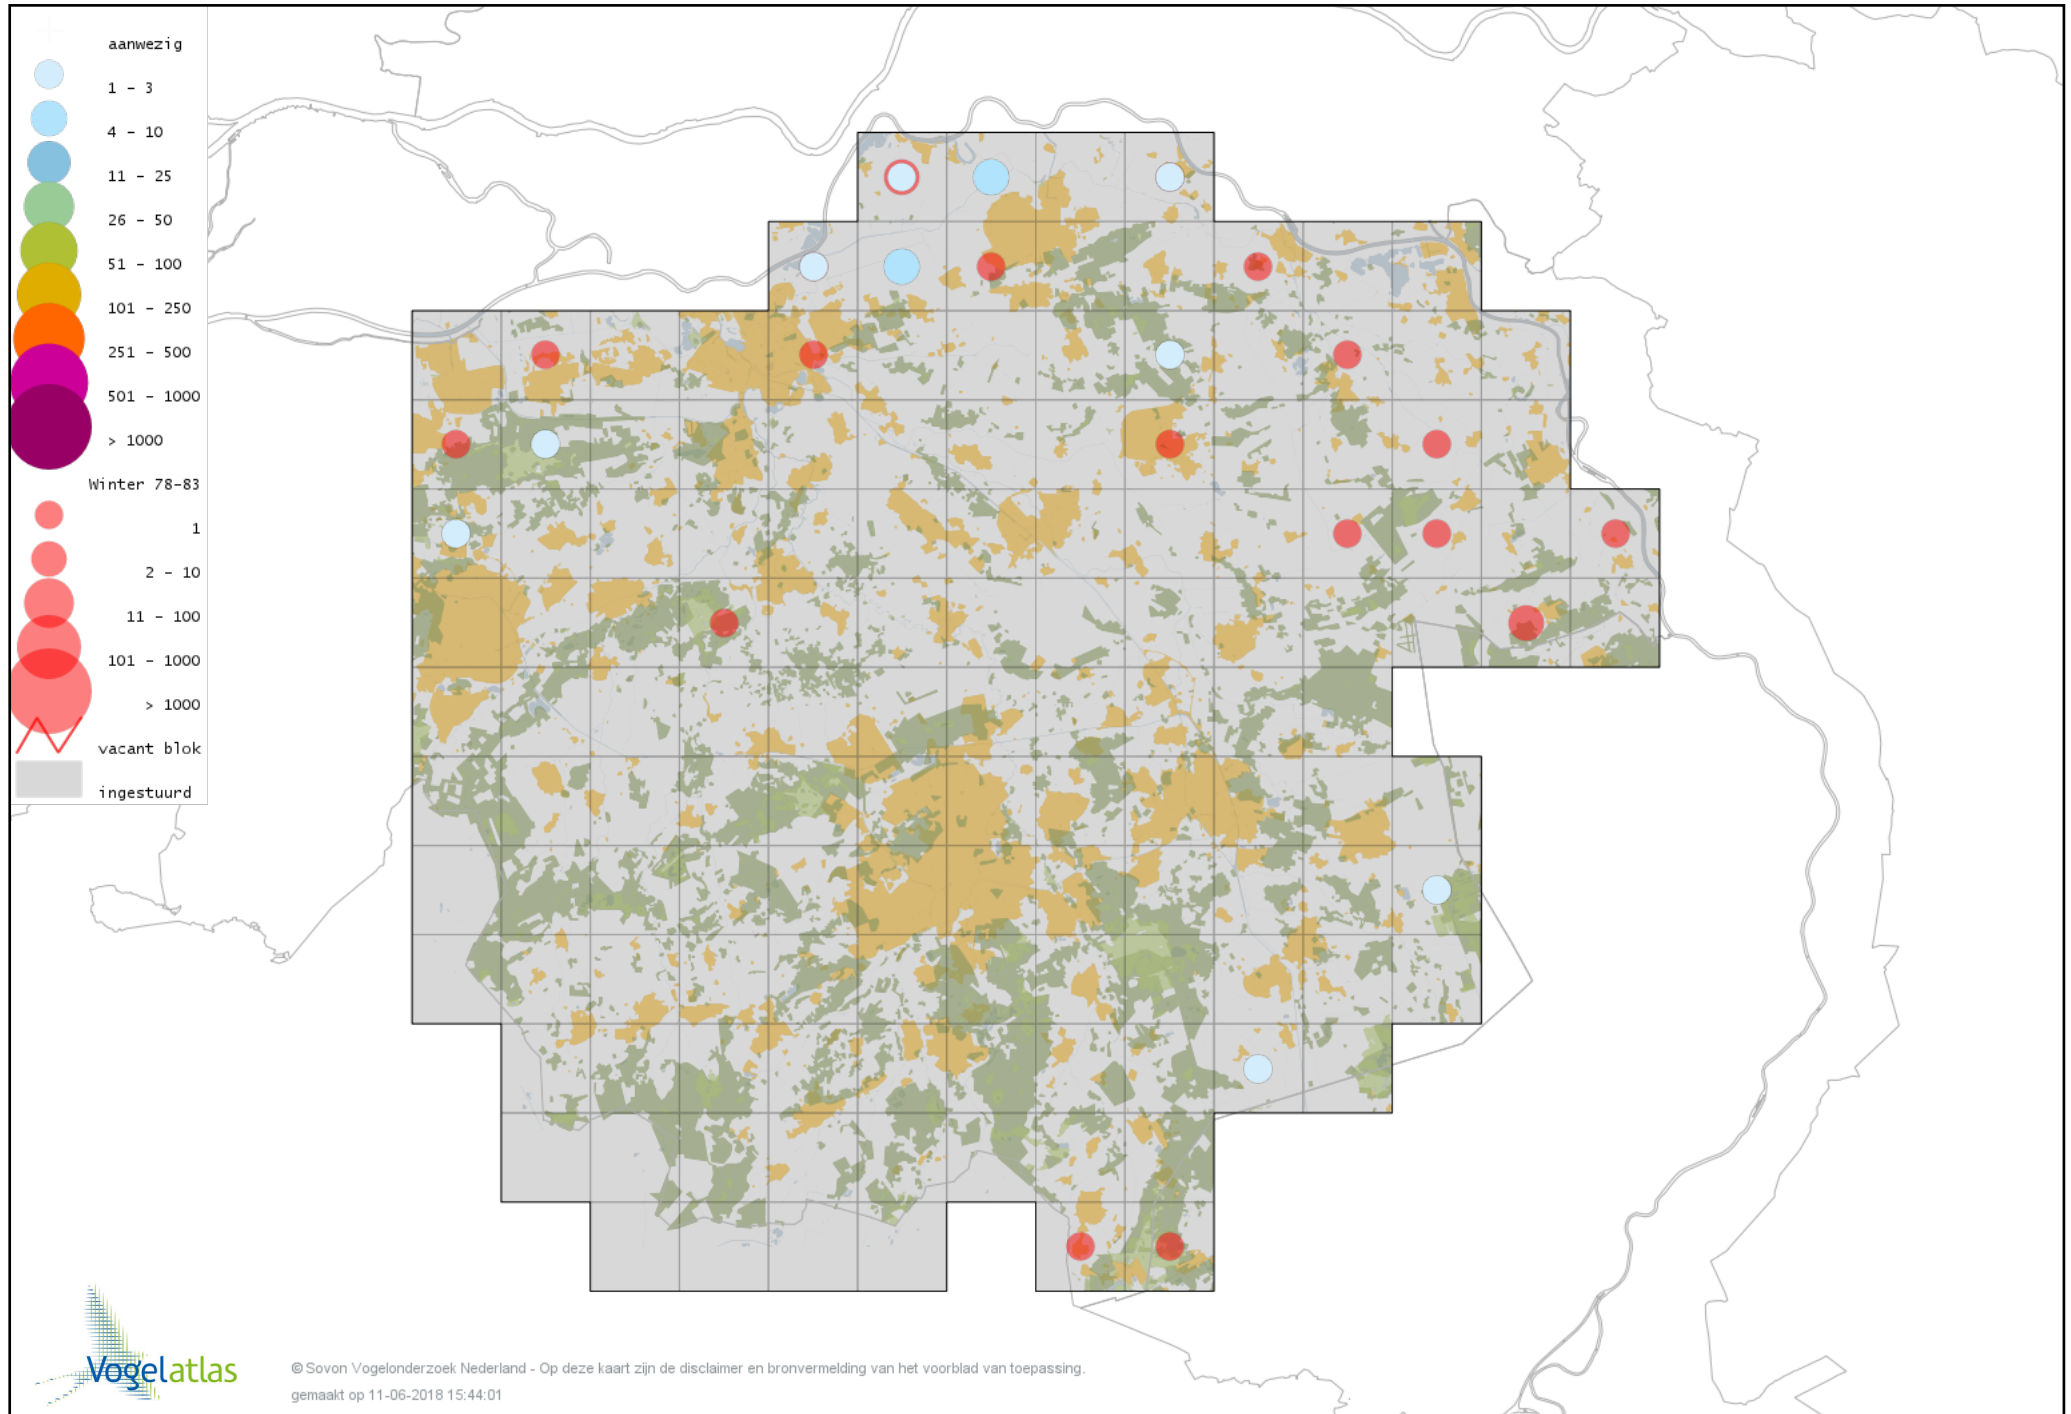 aanwezig
1 - 3
4 - 10
11 - 25
26 - 50
51 - 100
101 - 250
251 - 500
501 - 1000
> 1000
Winter 78-83
1
2 - 10
11 - 100
101 - 1000
> 1000
vacant blok
ingestuurd
Vogelatlas
© Sovon Vogelonderzoek Nederland - Op deze kaart zijn de disclaimer en bronvermelding van het voorblad van toepassing.
gemaakt op 11-06-2018 15:44:01